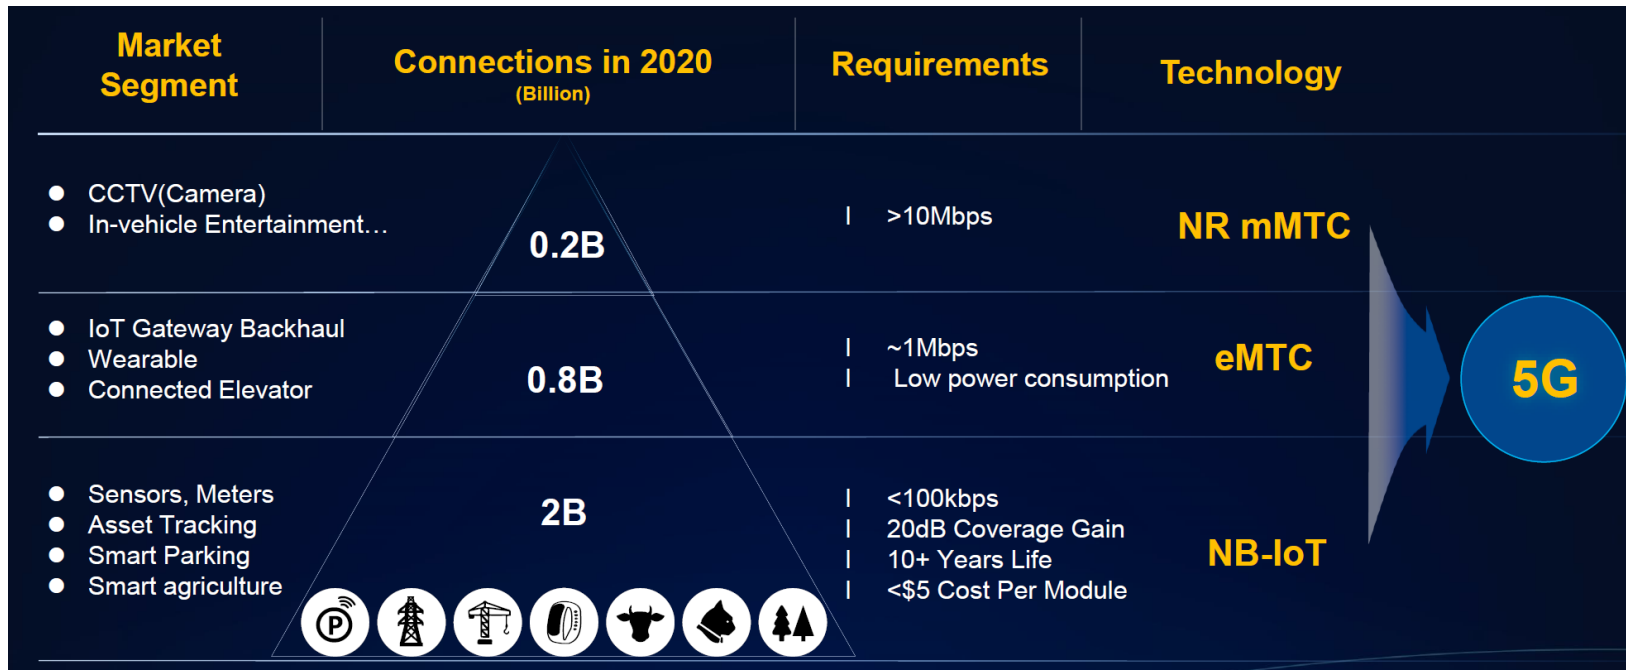 Market
Segment
Connections in 2020
(Billion)
Requirements
Technology
● CCTV(Camera)
● In-vehicle Entertainment…
0.2B
l >10Mbps
NR mMTC
● IoT Gateway Backhaul
● Wearable
● Connected Elevator
0.8B
l ~1Mbps
l Low power consumption
eMTC
5G
● Sensors, Meters
● Asset Tracking
● Smart Parking
● Smart agriculture
2B
l <100kbps
l 20dB Coverage Gain
l 10+ Years Life
l <$5 Cost Per Module
NB-IoT
P